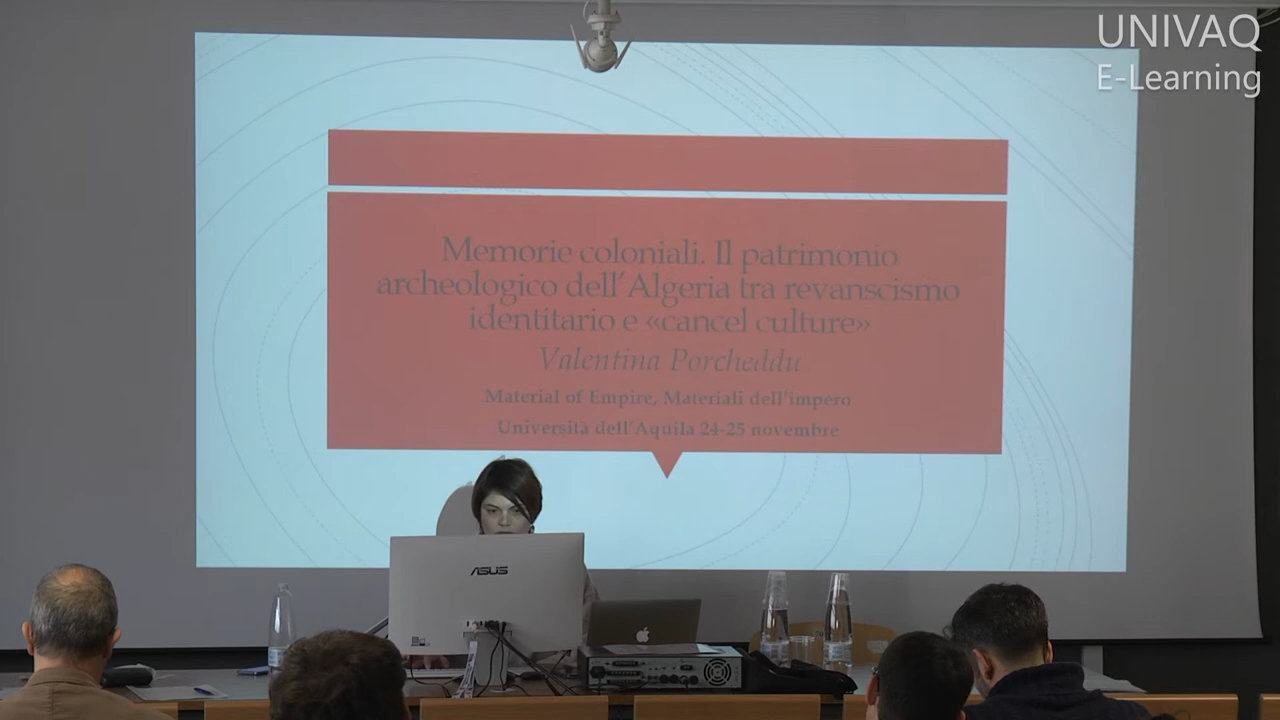 UNIVAQ
E-Learning
Memorie coloniali. Il patrimonio
archeologico dell'Algeria tra revanscismo
identitario e «cancel culture»
Valentina Porcheddu
Material of Empire, Materiali dell'impero
Università dell'Aquila 24-25 novembre
ASUS